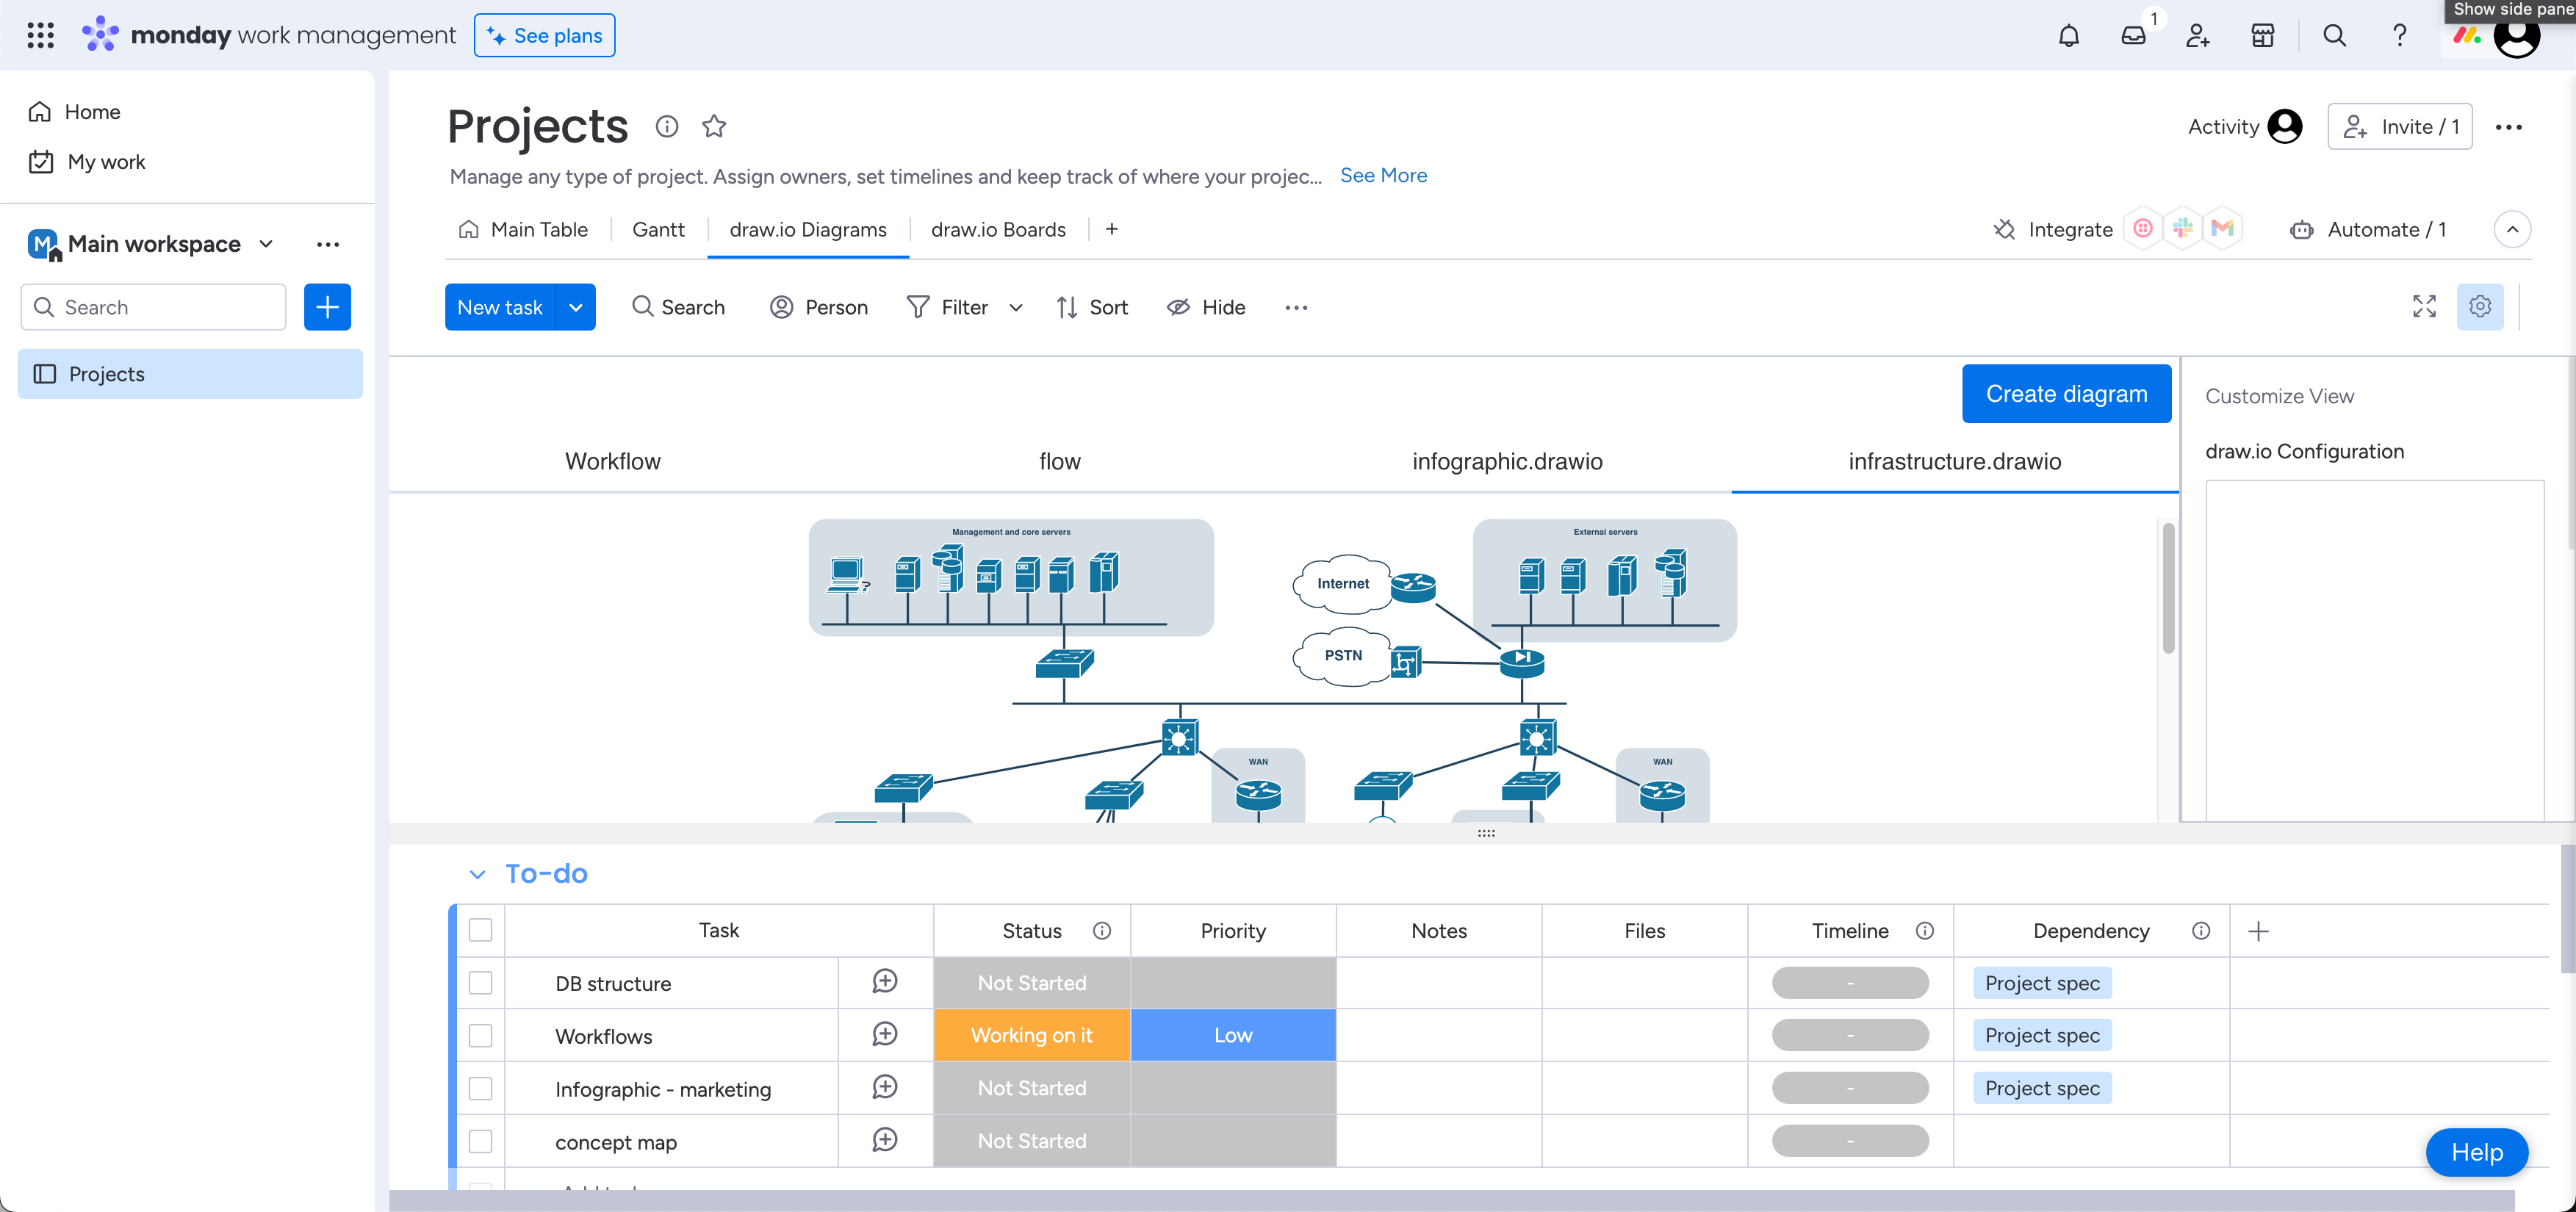 Show side pane
monday work management
See plans
1
Home
My work
M Main workspace
Search
Projects
Projects
Activity
Invite / 1
Manage any type of project. Assign owners, set timelines and keep track of where your projec... See More
Main Table
Gantt
draw.io Diagrams
draw.io Boards
Integrate
Automate / 1
New task
Search
Person
Filter
Sort
Hide
Create diagram
Workflow
flow
infographic.drawio
infrastructure.drawio
Customize View
draw.io Configuration
Management and core servers
External servers
Internet
PSTN
WAN
WAN
To-do
Task Status Priority Notes Files Timeline Dependency
DB structure Not Started - Project spec
Workflows Working on it Low - Project spec
Infographic - marketing Not Started - Project spec
concept map Not Started -
Help